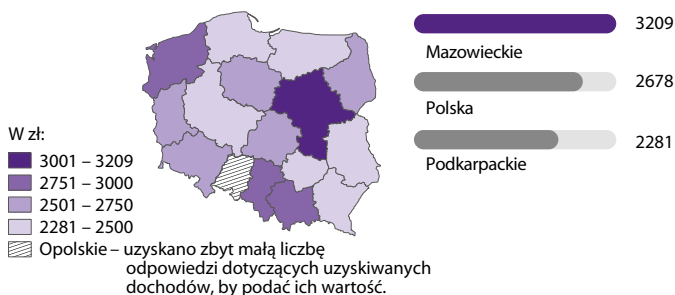 3209
Mazowieckie
2678
Polska
2281
Podkarpackie
W zł:
3001 – 3209
2751 – 3000
2501 – 2750
2281 – 2500
Opolskie – uzyskano zbyt małą liczbę
odpowiedzi dotyczących uzyskiwanych
dochodów, by podać ich wartość.